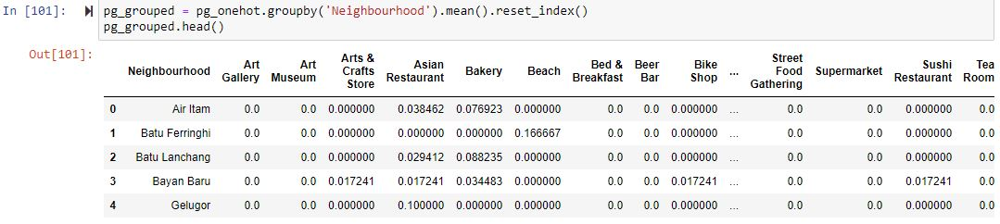 In [101]: pg_grouped = pg_onehot.groupby('Neighbourhood').mean().reset_index()
pg_grouped.head()
Out[101]:
Neighbourhood Art Gallery Art Museum Arts & Crafts Store Asian Restaurant Bakery Beach Bed & Breakfast Beer Bar Bike Shop ... Street Food Gathering Supermarket Sushi Restaurant Tea Room
0 Air Itam 0.0 0.0 0.000000 0.038462 0.076923 0.000000 0.0 0.0 0.000000 ... 0.0 0.0 0.000000 0.0
1 Batu Ferringhi 0.0 0.0 0.000000 0.000000 0.000000 0.166667 0.0 0.0 0.000000 ... 0.0 0.0 0.000000 0.0
2 Batu Lanchang 0.0 0.0 0.000000 0.029412 0.088235 0.000000 0.0 0.0 0.000000 ... 0.0 0.0 0.000000 0.0
3 Bayan Baru 0.0 0.0 0.017241 0.017241 0.034483 0.000000 0.0 0.0 0.017241 ... 0.0 0.0 0.017241 0.0
4 Gelugor 0.0 0.0 0.000000 0.100000 0.000000 0.000000 0.0 0.0 0.000000 ... 0.0 0.0 0.000000 0.0